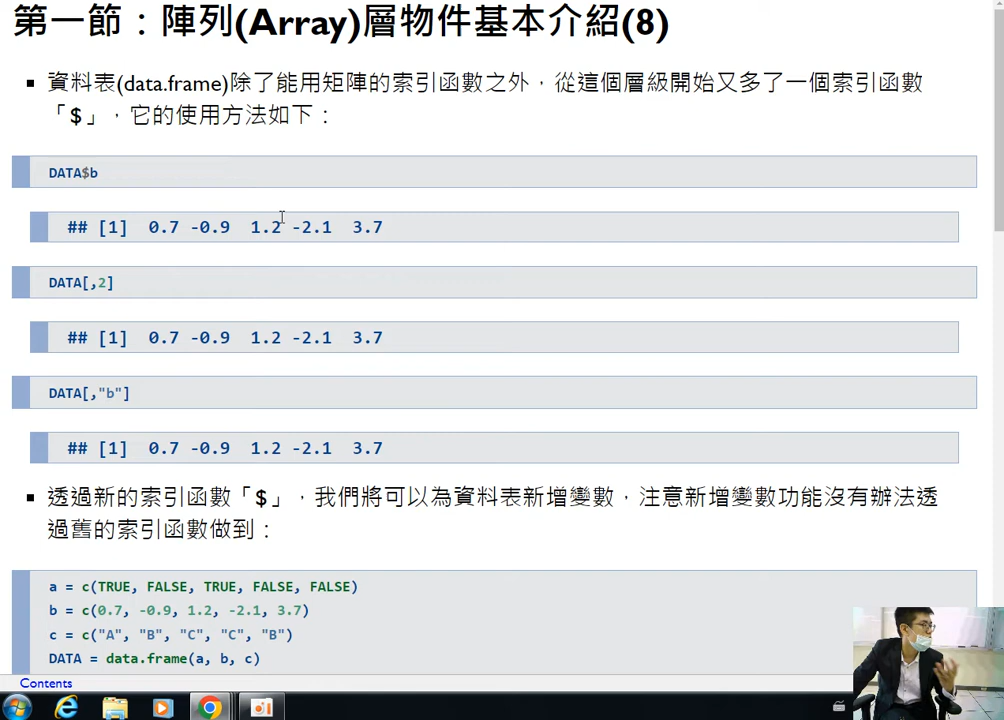 第一節：陣列(Array)層物件基本介紹(8)
資料表(data.frame)除了能用矩陣的索引函數之外，從這個層級開始又多了一個索引函數
「$」，它的使用方法如下：
DATA$b
## [1]  0.7 -0.9  1.2 -2.1  3.7
DATA[,2]
## [1]  0.7 -0.9  1.2 -2.1  3.7
DATA[,"b"]
## [1]  0.7 -0.9  1.2 -2.1  3.7
透過新的索引函數「$」，我們將可以為資料表新增變數，注意新增變數功能沒有辦法透
過舊的索引函數做到：
a = c(TRUE, FALSE, TRUE, FALSE, FALSE)
b = c(0.7, -0.9, 1.2, -2.1, 3.7)
c = c("A", "B", "C", "C", "B")
DATA = data.frame(a, b, c)
Contents